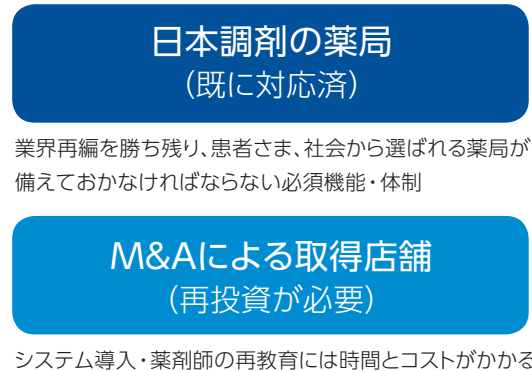 日本調剤の薬局
（既に対応済）
業界再編を勝ち残り、患者さま、社会から選ばれる薬局が
備えておかなければならない必須機能・体制
M&Aによる取得店舗
（再投資が必要）
システム導入・薬剤師の再教育には時間とコストがかかる